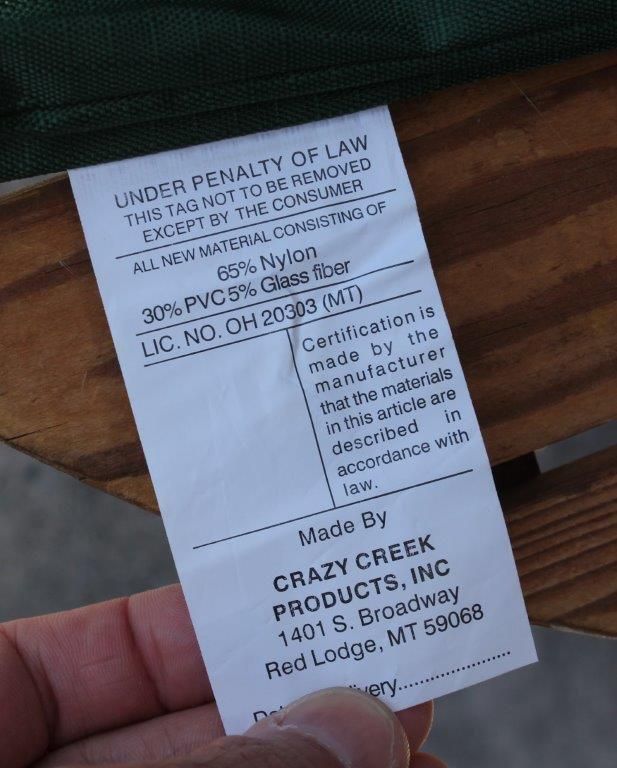 UNDER PENALTY OF LAW
THIS TAG NOT TO BE REMOVED
EXCEPT BY THE CONSUMER
ALL NEW MATERIAL CONSISTING OF
65% Nylon
30% PVC 5% Glass fiber
LIC. NO. OH 20303 (MT)
Certification is
made by the
manufacturer
that the materials
in this article are
described in
accordance with
law.
Made By
CRAZY CREEK
PRODUCTS, INC
1401 S. Broadway
Red Lodge, MT 59068